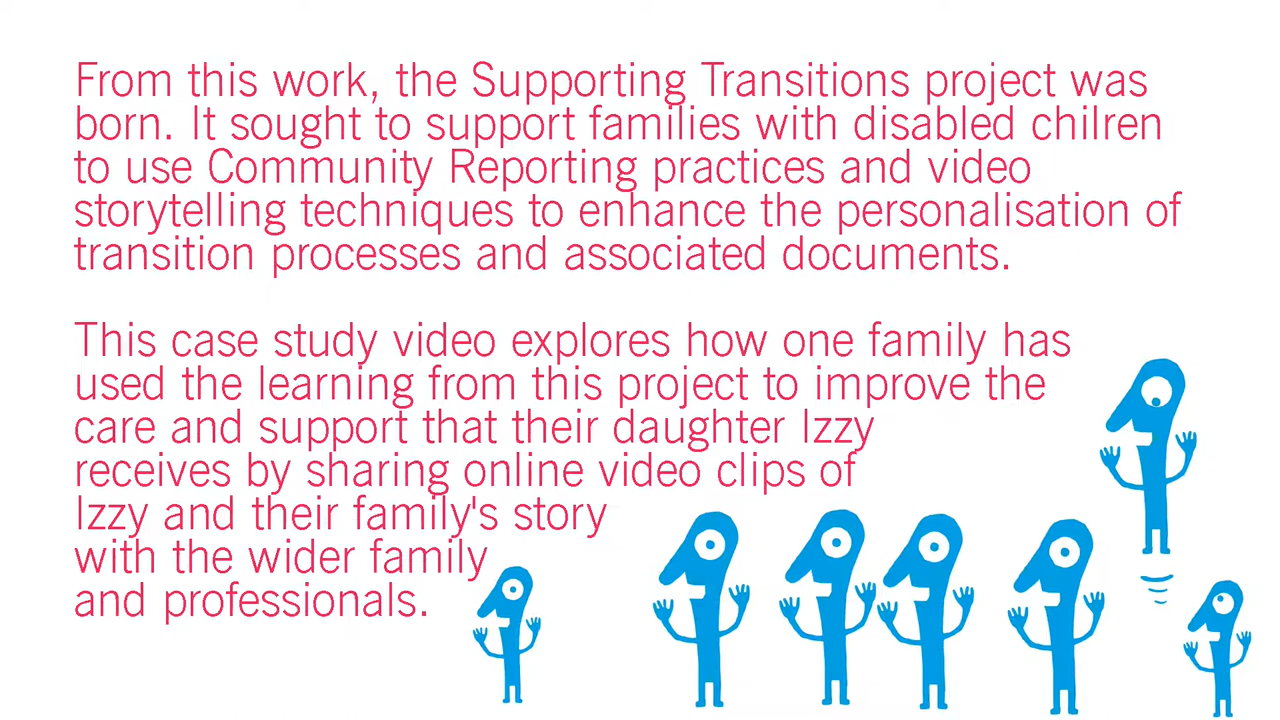 From this work, the Supporting Transitions project was
born. It sought to support families with disabled chilren
to use Community Reporting practices and video
storytelling techniques to enhance the personalisation of
transition processes and associated documents.
This case study video explores how one family has
used the learning from this project to improve the
care and support that their daughter Izzy
receives by sharing online video clips of
Izzy and their family's story
with the wider family
and professionals.